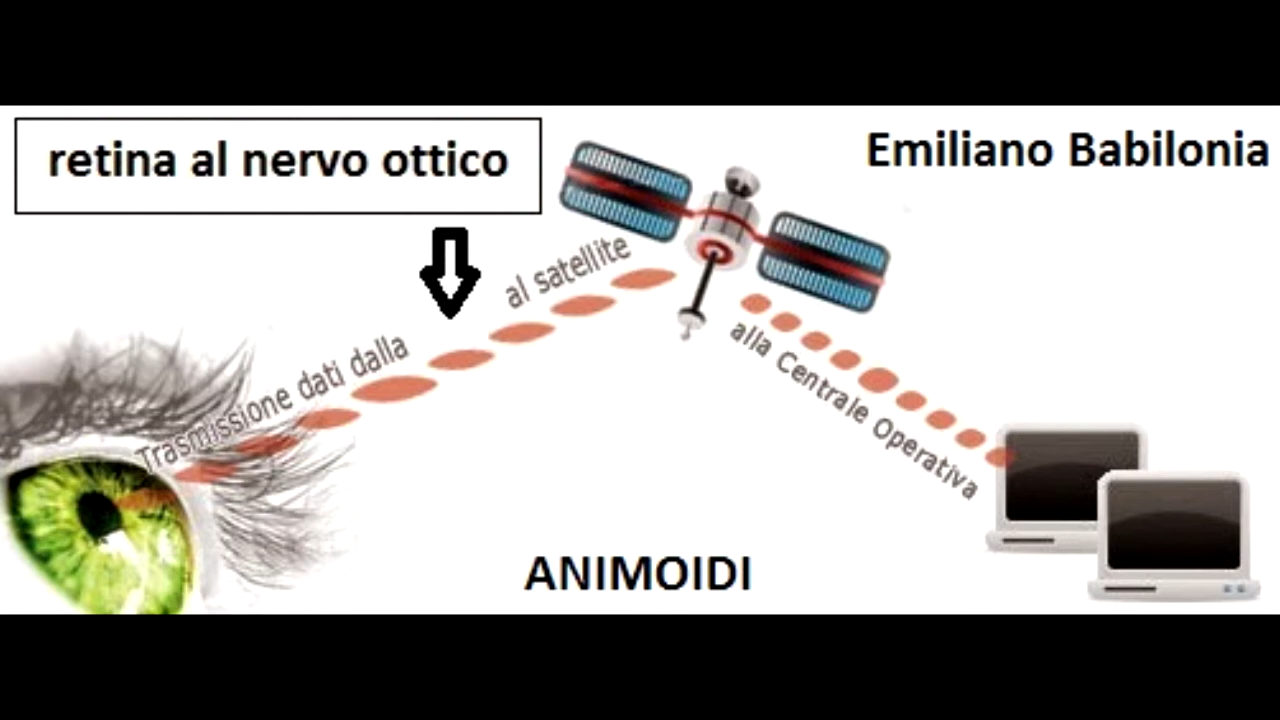 retina al nervo ottico
Emiliano Babilonia
Trasmissione dati dalla
al satellite
alla Centrale Operativa
ANIMOIDI